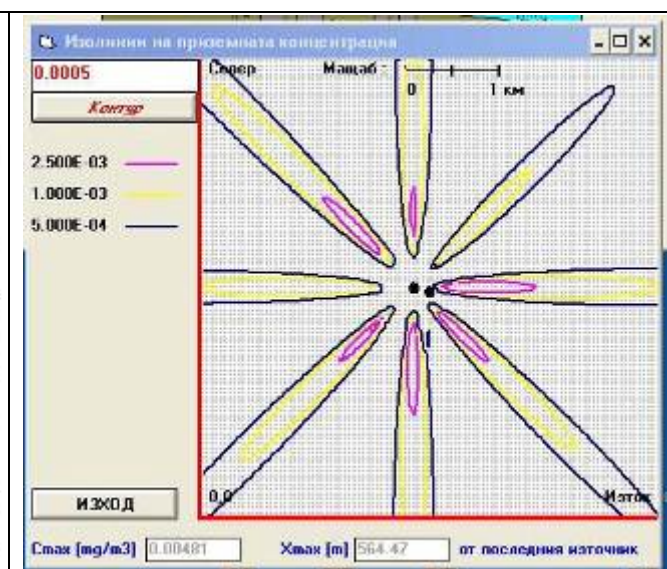 Изолинии на приземната концентрация
0.0005
Контур
2.500E-03
1.000E-03
5.000E-04
ИЗХОД
Север
Мащаб :
0
1 км
0,0
Изток
Cmax [mg/m3] 0.00481 Xmax [m] 564.47 от последния източник